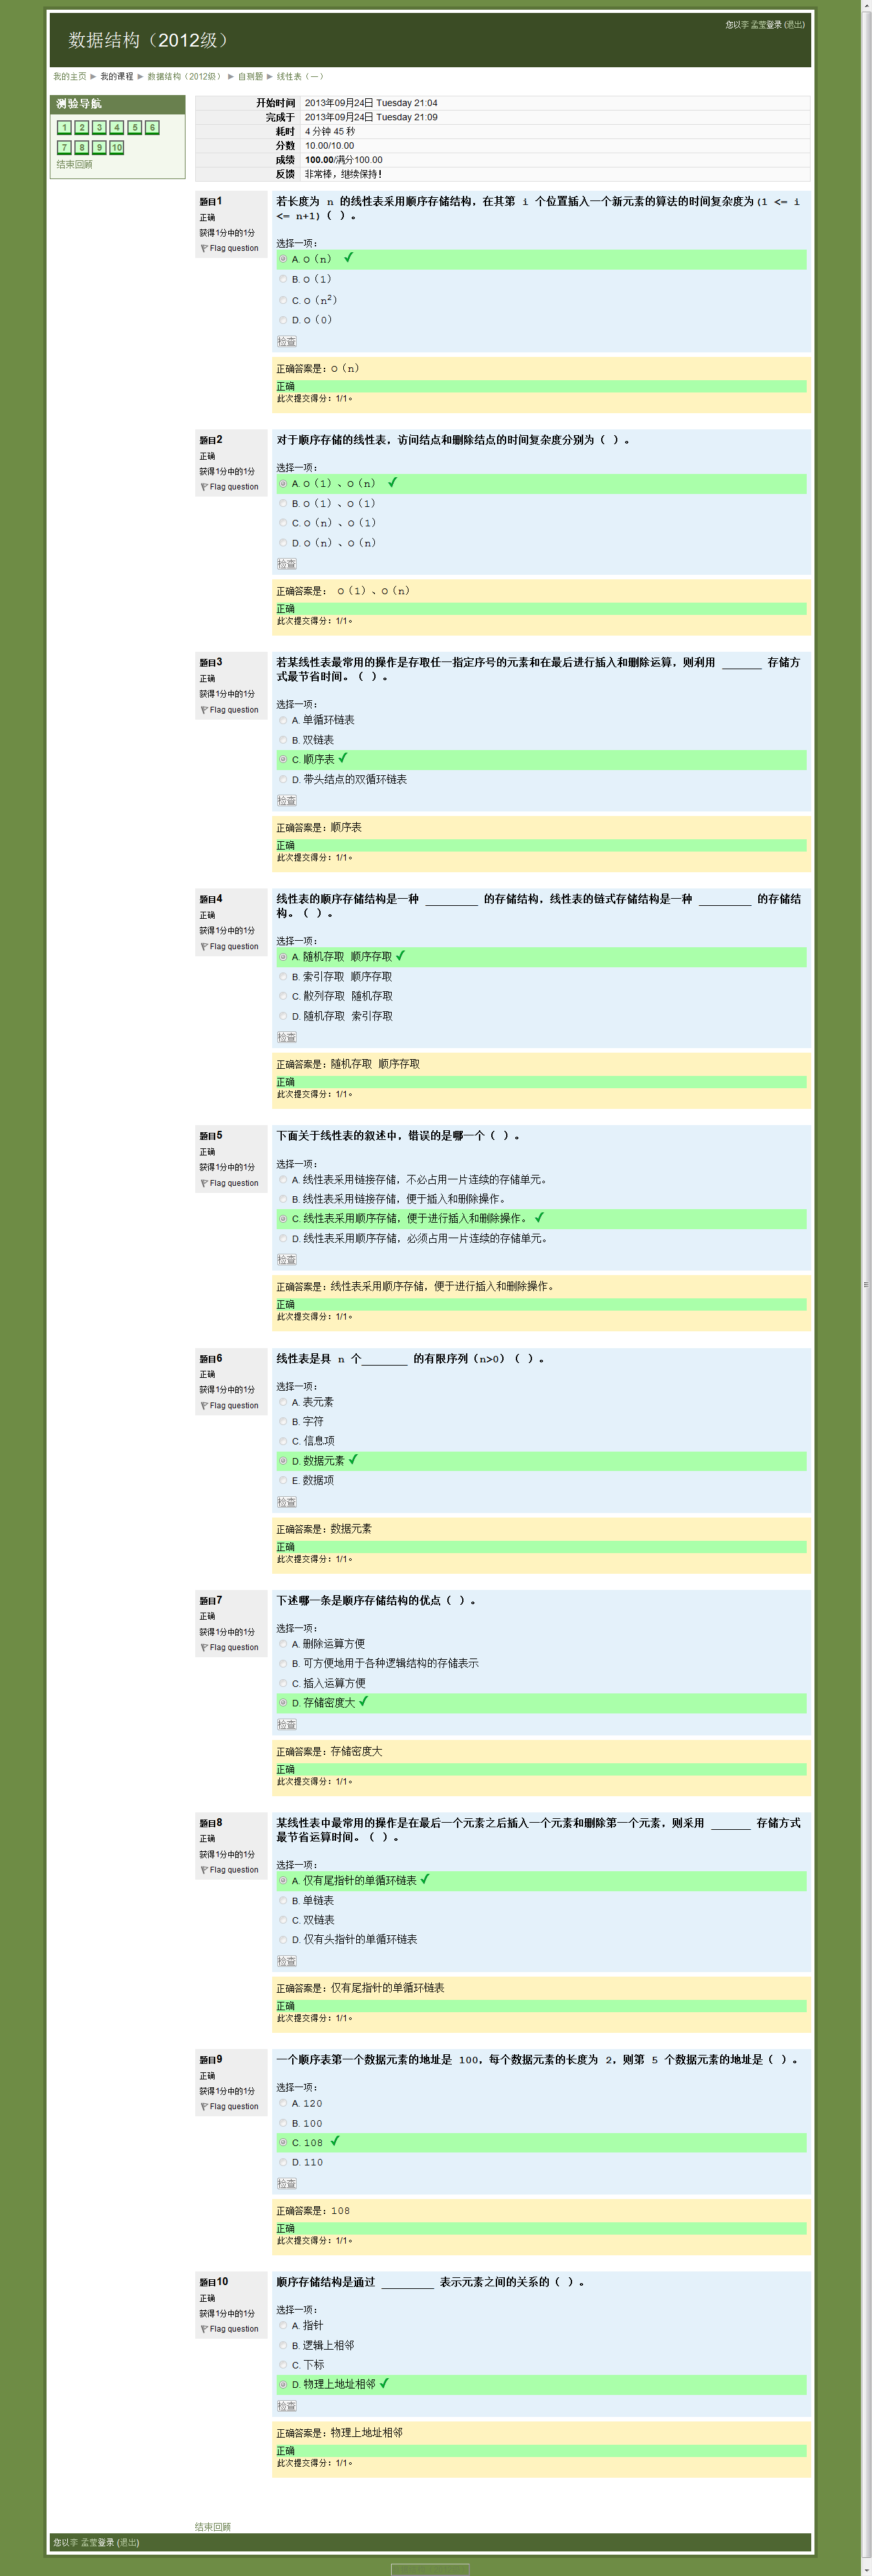 您以李 孟莹登录 (退出)
数据结构（2012级）
我的主页 ► 我的课程 ► 数据结构（2012级） ► 自测题 ► 线性表（一）
测验导航
1 2 3 4 5 6
7 8 9 10
结束回顾
开始时间 2013年09月24日 Tuesday 21:04
完成于 2013年09月24日 Tuesday 21:09
耗时 4 分钟 45 秒
分数 10.00/10.00
成绩 100.00/满分100.00
反馈 非常棒，继续保持！
题目1
正确
获得1分中的1分
Flag question
若长度为 n 的线性表采用顺序存储结构，在其第 i 个位置插入一个新元素的算法的时间复杂度为(1 <= i
<= n+1)（ ）。
选择一项：
A. O（n）
B. O（1）
C. O（n²）
D. O（0）
检查
正确答案是：O（n）
正确
此次提交得分：1/1。
题目2
正确
获得1分中的1分
Flag question
对于顺序存储的线性表，访问结点和删除结点的时间复杂度分别为（ ）。
选择一项：
A. O（1）、O（n）
B. O（1）、O（1）
C. O（n）、O（1）
D. O（n）、O（n）
检查
正确答案是： O（1）、O（n）
正确
此次提交得分：1/1。
题目3
正确
获得1分中的1分
Flag question
若某线性表最常用的操作是存取任一指定序号的元素和在最后进行插入和删除运算，则利用 ______ 存储方
式最节省时间。（ ）。
选择一项：
A. 单循环链表
B. 双链表
C. 顺序表
D. 带头结点的双循环链表
检查
正确答案是：顺序表
正确
此次提交得分：1/1。
题目4
正确
获得1分中的1分
Flag question
线性表的顺序存储结构是一种 ________ 的存储结构，线性表的链式存储结构是一种 ________ 的存储结
构。（ ）。
选择一项：
A. 随机存取 顺序存取
B. 索引存取 顺序存取
C. 散列存取 随机存取
D. 随机存取 索引存取
检查
正确答案是：随机存取 顺序存取
正确
此次提交得分：1/1。
题目5
正确
获得1分中的1分
Flag question
下面关于线性表的叙述中，错误的是哪一个（ ）。
选择一项：
A. 线性表采用链接存储，不必占用一片连续的存储单元。
B. 线性表采用链接存储，便于插入和删除操作。
C. 线性表采用顺序存储，便于进行插入和删除操作。
D. 线性表采用顺序存储，必须占用一片连续的存储单元。
检查
正确答案是：线性表采用顺序存储，便于进行插入和删除操作。
正确
此次提交得分：1/1。
题目6
正确
获得1分中的1分
Flag question
线性表是具 n 个_______ 的有限序列（n>0）（ ）。
选择一项：
A. 表元素
B. 字符
C. 信息项
D. 数据元素
E. 数据项
检查
正确答案是：数据元素
正确
此次提交得分：1/1。
题目7
正确
获得1分中的1分
Flag question
下述哪一条是顺序存储结构的优点（ ）。
选择一项：
A. 删除运算方便
B. 可方便地用于各种逻辑结构的存储表示
C. 插入运算方便
D. 存储密度大
检查
正确答案是：存储密度大
正确
此次提交得分：1/1。
题目8
正确
获得1分中的1分
Flag question
某线性表中最常用的操作是在最后一个元素之后插入一个元素和删除第一个元素，则采用 ______ 存储方式
最节省运算时间。（ ）。
选择一项：
A. 仅有尾指针的单循环链表
B. 单链表
C. 双链表
D. 仅有头指针的单循环链表
检查
正确答案是：仅有尾指针的单循环链表
正确
此次提交得分：1/1。
题目9
正确
获得1分中的1分
Flag question
一个顺序表第一个数据元素的地址是 100，每个数据元素的长度为 2，则第 5 个数据元素的地址是（ ）。
选择一项：
A. 120
B. 100
C. 108
D. 110
检查
正确答案是：108
正确
此次提交得分：1/1。
题目10
正确
获得1分中的1分
Flag question
顺序存储结构是通过 ________ 表示元素之间的关系的（ ）。
选择一项：
A. 指针
B. 逻辑上相邻
C. 下标
D. 物理上地址相邻
检查
正确答案是：物理上地址相邻
正确
此次提交得分：1/1。
结束回顾
您以李 孟莹登录 (退出)